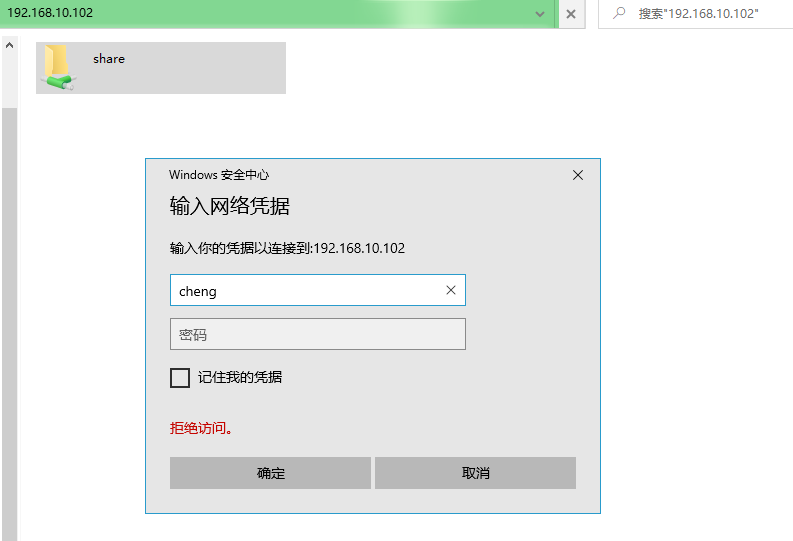 192.168.10.102
搜索"192.168.10.102"
share
Windows 安全中心
输入网络凭据
输入你的凭据以连接到:192.168.10.102
cheng
密码
记住我的凭据
拒绝访问。
确定
取消